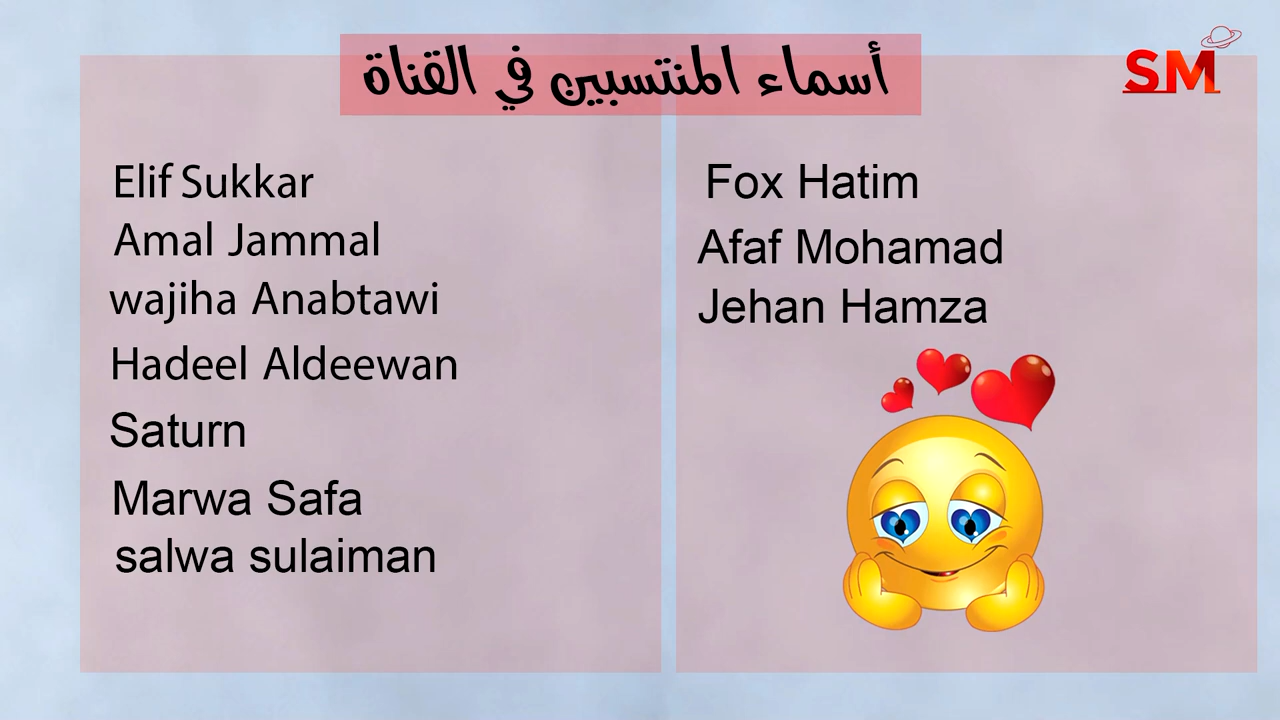 أسماء المنتسبين في القناة
SM
Elif Sukkar
Amal Jammal
wajiha Anabtawi
Hadeel Aldeewan
Saturn
Marwa Safa
salwa sulaiman
Fox Hatim
Afaf Mohamad
Jehan Hamza